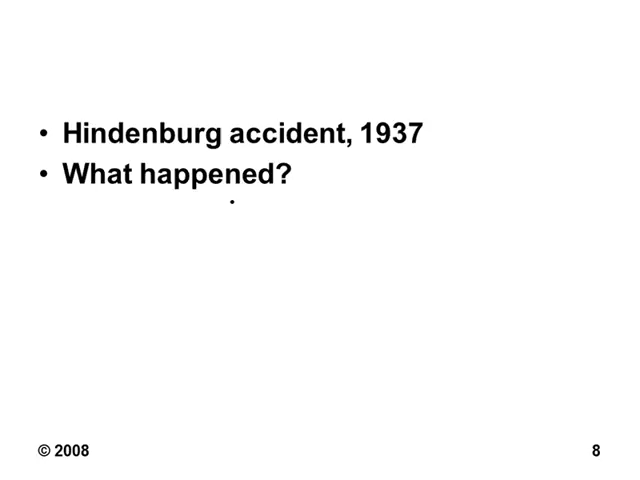 • Hindenburg accident, 1937
• What happened?
© 2008
8